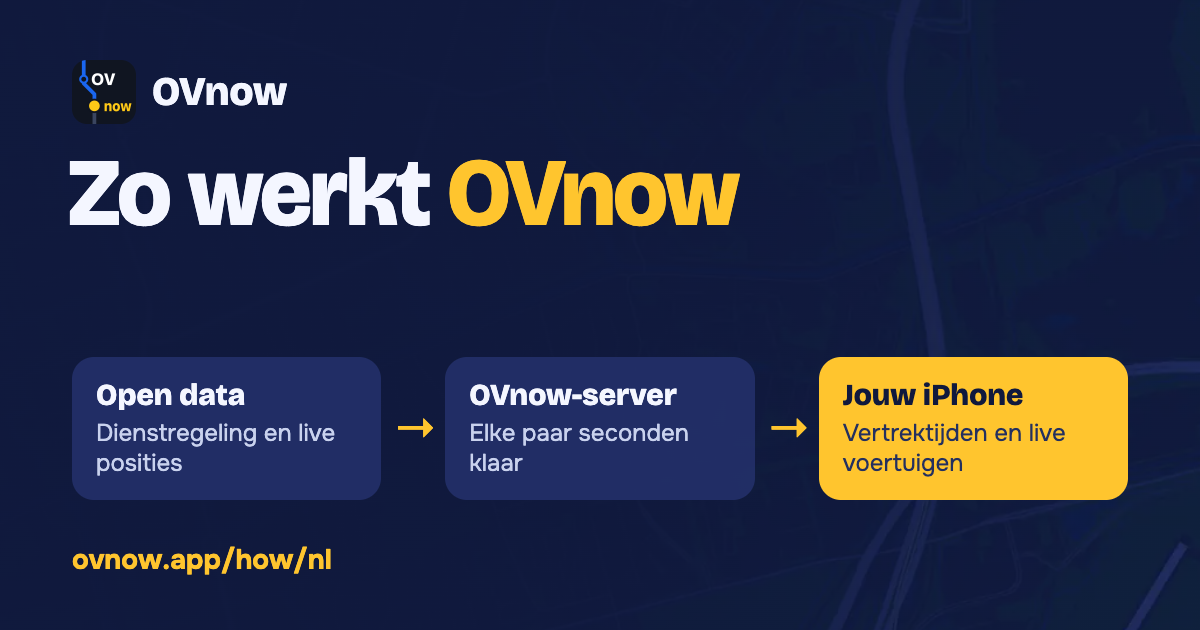 OV
now
OVnow
Zo werkt OVnow
Open data
Dienstregeling en live
posities
→
OVnow-server
Elke paar seconden
klaar
→
Jouw iPhone
Vertrektijden en live
voertuigen
ovnow.app/how/nl